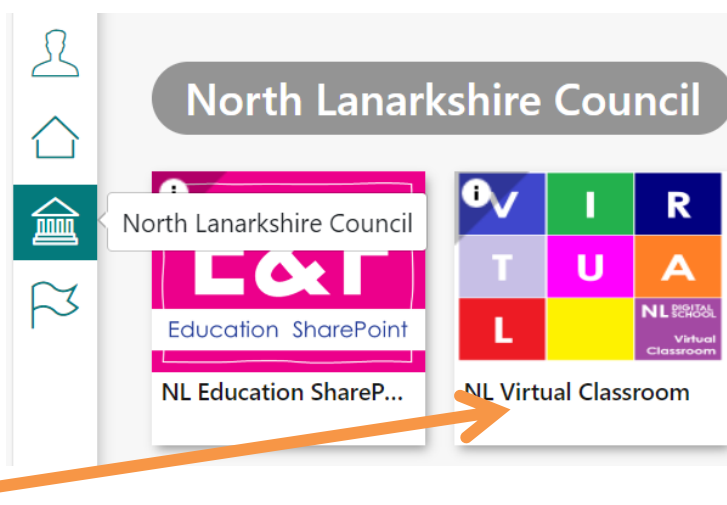 North Lanarkshire Council
North Lanarkshire Council
i
E&F
Education SharePoint
NL Education ShareP...
i
V I R
T U A
L
NL DIGITAL
SCHOOL
Virtual
Classroom
NL Virtual Classroom